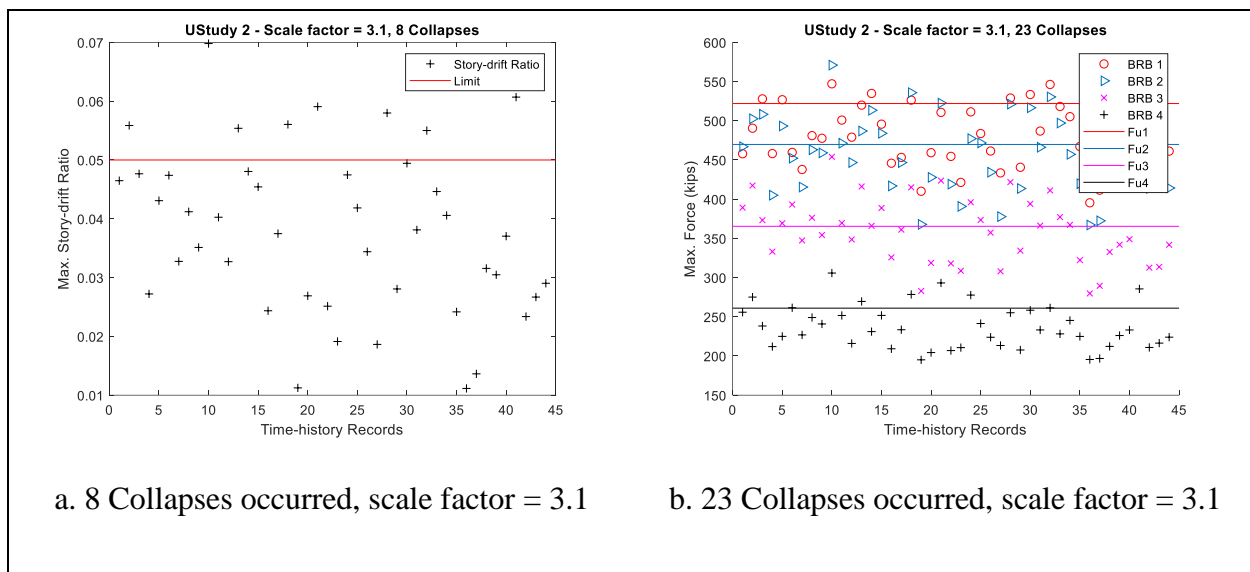 UStudy 2 - Scale factor = 3.1, 8 Collapses
0.07
0.06
0.05
0.04
0.03
0.02
0.01
Max. Story-drift Ratio
Story-drift Ratio
Limit
0 5 10 15 20 25 30 35 40 45
Time-history Records
UStudy 2 - Scale factor = 3.1, 23 Collapses
600
550
500
450
400
350
300
250
200
150
Max. Force (kips)
BRB 1
BRB 2
BRB 3
BRB 4
Fu1
Fu2
Fu3
Fu4
0 5 10 15 20 25 30 35 40 45
Time-history Records
a. 8 Collapses occurred, scale factor = 3.1
b. 23 Collapses occurred, scale factor = 3.1